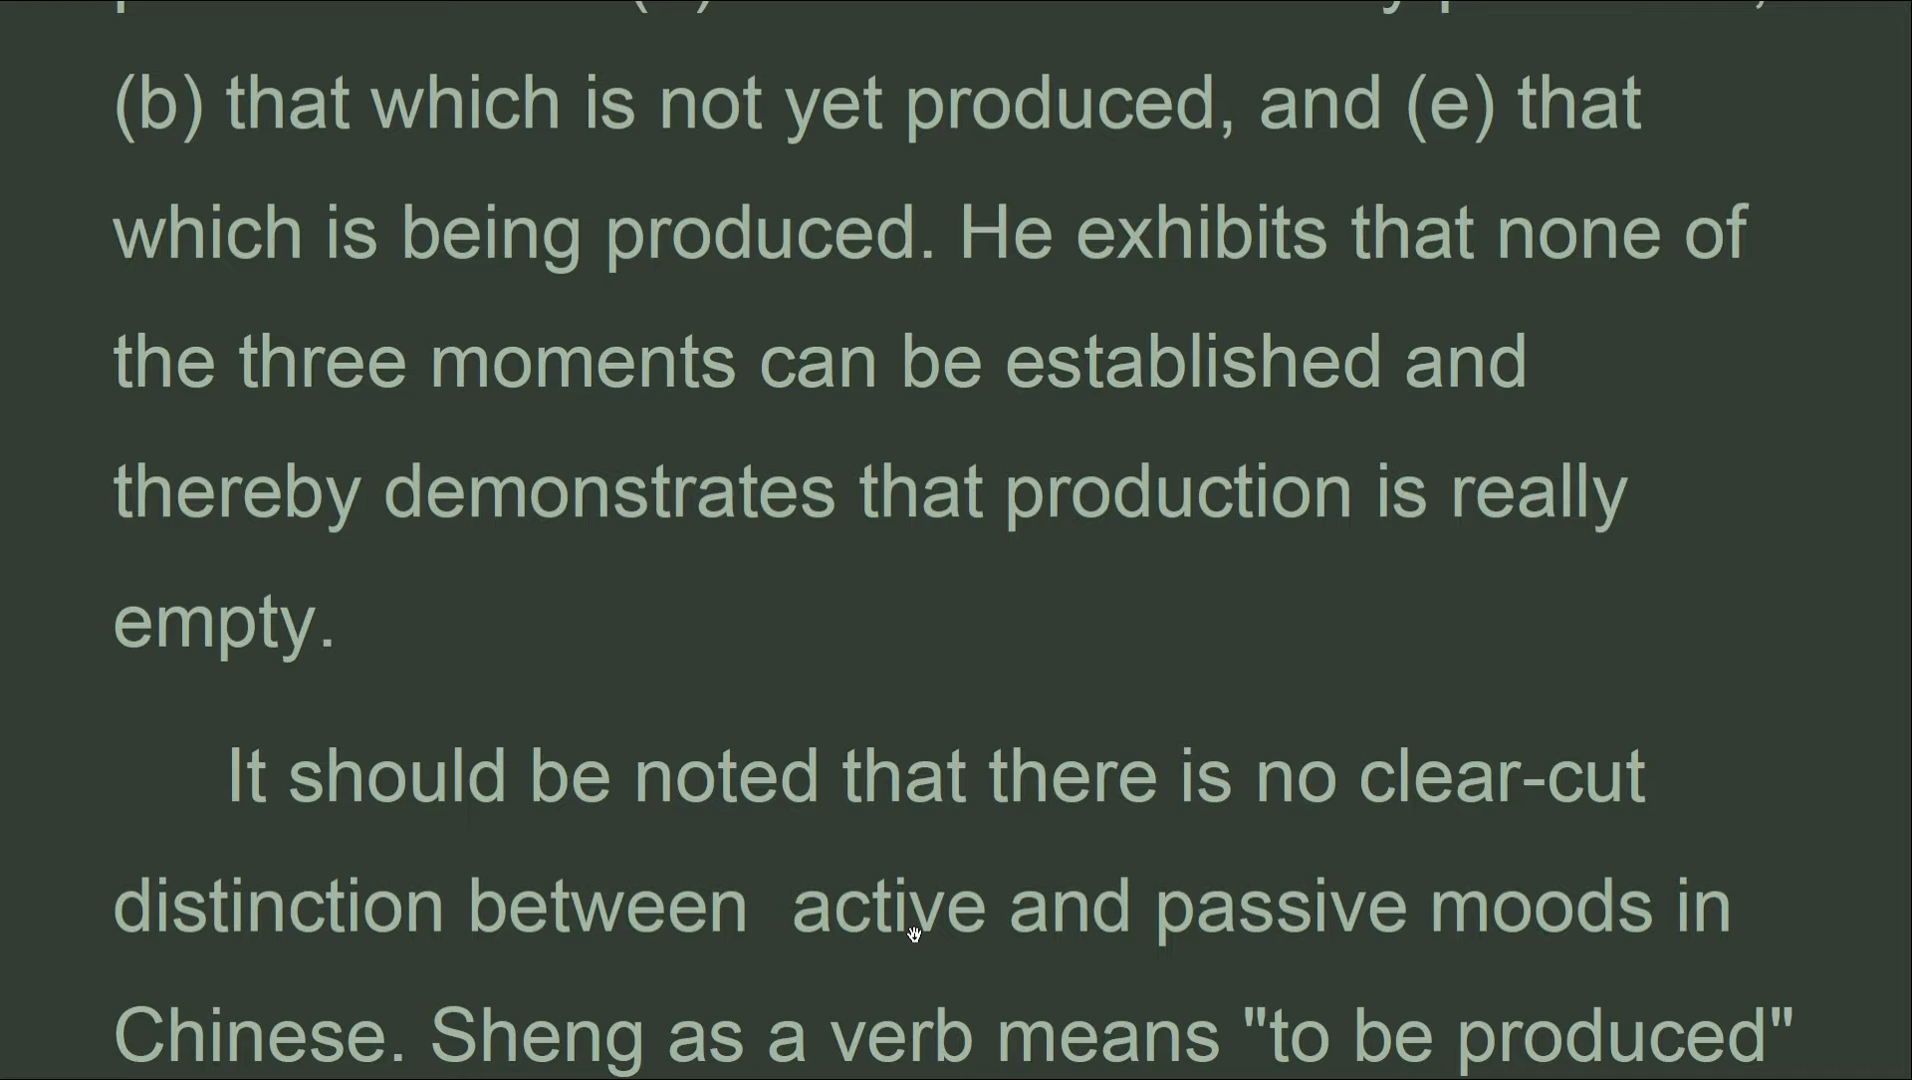 (b) that which is not yet produced, and (e) that
which is being produced. He exhibits that none of
the three moments can be established and
thereby demonstrates that production is really
empty.
It should be noted that there is no clear-cut
distinction between  active and passive moods in
Chinese. Sheng as a verb means "to be produced"